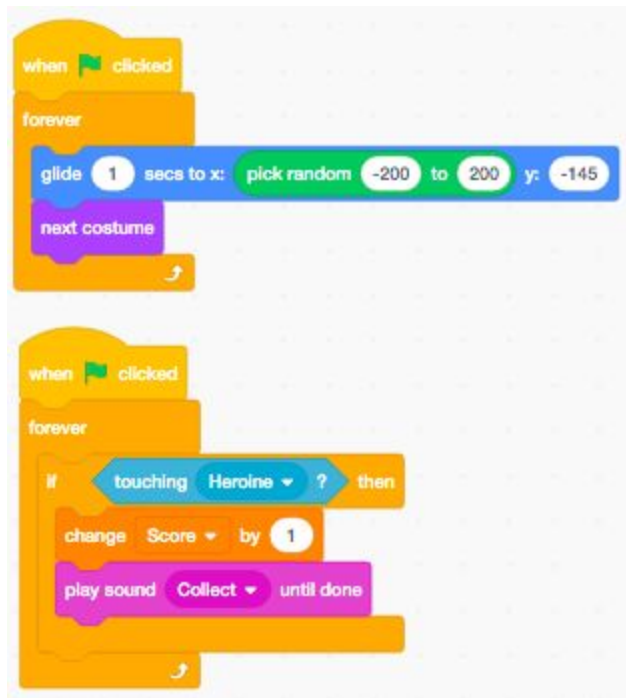 when clicked
forever
glide 1 secs to x: pick random -200 to 200 y: -145
next costume
when clicked
forever
if touching Heroine ? then
change Score by 1
play sound Collect until done